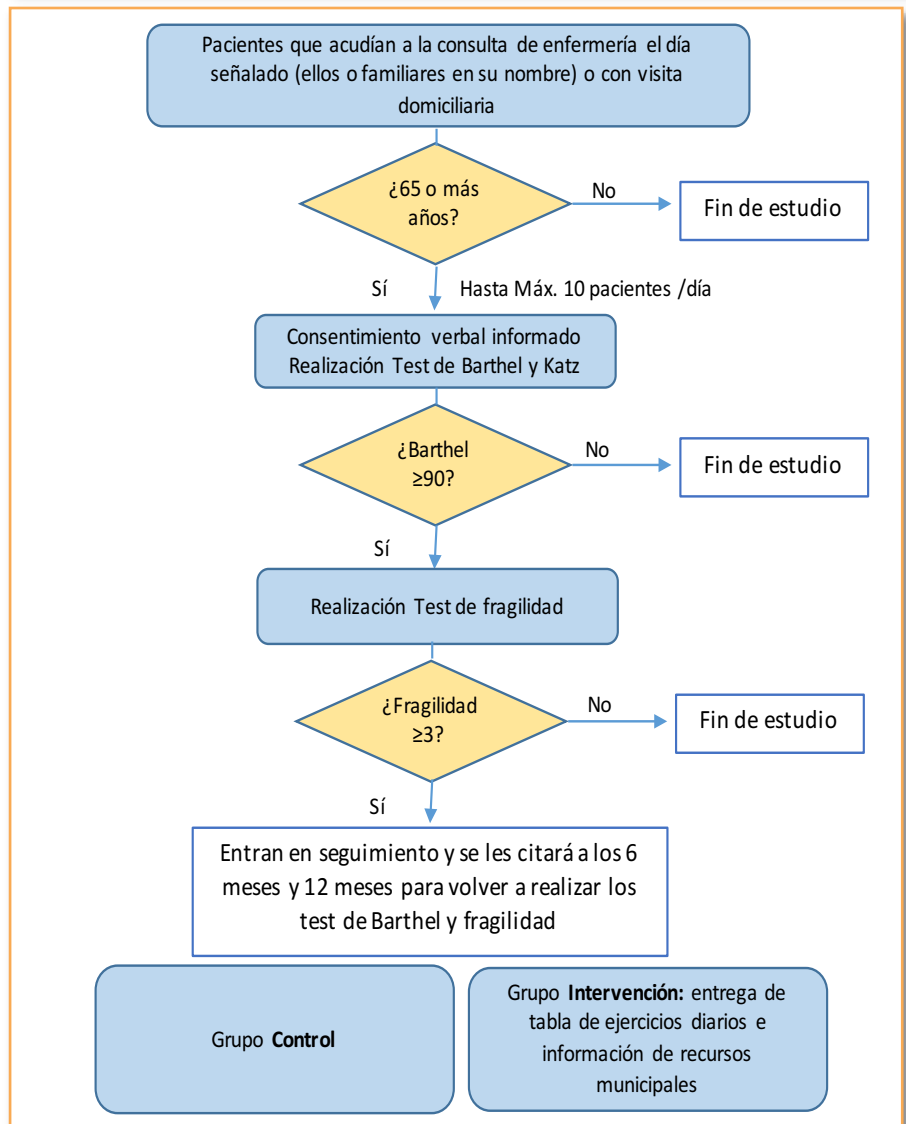 Pacientes que acudían a la consulta de enfermería el día
señalado (ellos o familiares en su nombre) o con visita
domiciliaria
¿65 o más
años?
No
Fin de estudio
Sí
Hasta Máx. 10 pacientes /día
Consentimiento verbal informado
Realización Test de Barthel y Katz
¿Barthel
≥90?
No
Fin de estudio
Sí
Realización Test de fragilidad
¿Fragilidad
≥3?
No
Fin de estudio
Sí
Entran en seguimiento y se les citará a los 6
meses y 12 meses para volver a realizar los
test de Barthel y fragilidad
Grupo Control
Grupo Intervención: entrega de
tabla de ejercicios diarios e
información de recursos
municipales